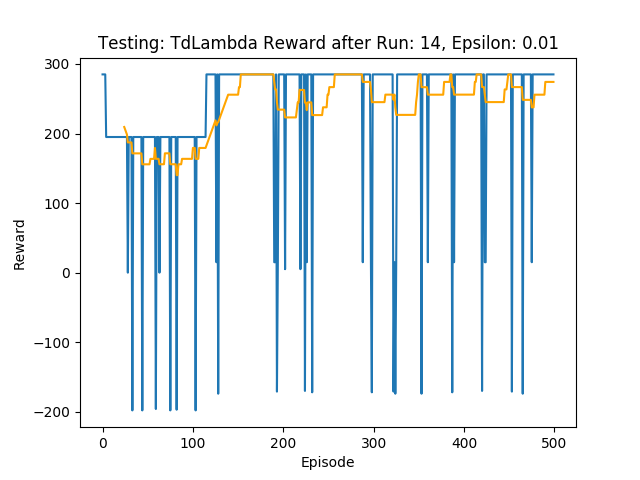 Testing: TdLambda Reward after Run: 14, Epsilon: 0.01
300
200
100
0
−100
−200
Reward
0 100 200 300 400 500
Episode